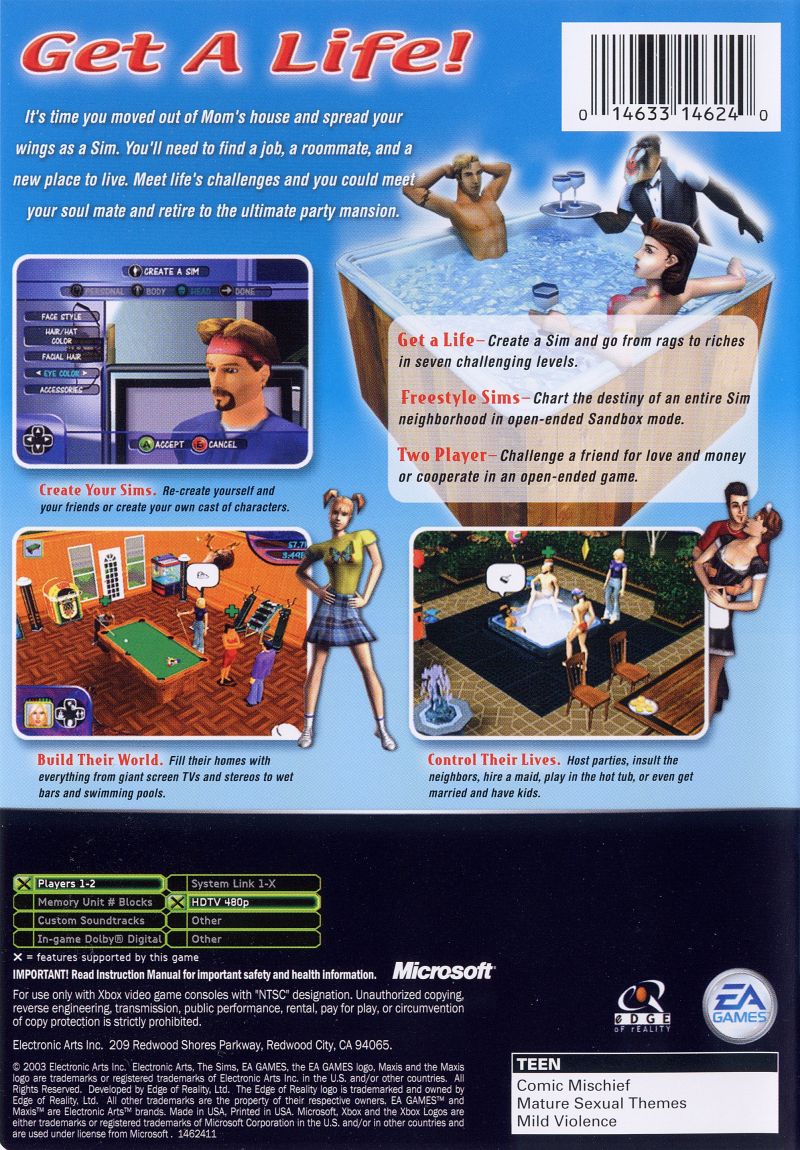 Get A Life!
It's time you moved out of Mom's house and spread your
wings as a Sim. You'll need to find a job, a roommate, and a
new place to live. Meet life's challenges and you could meet
your soul mate and retire to the ultimate party mansion.
0 14633 14624 0
CREATE A SIM
PERSONAL BODY HEAD DONE
FACE STYLE
HAIR/HAT
COLOR
FACIAL HAIR
EYE COLOR
ACCESSORIES
A ACCEPT B CANCEL
Get a Life– Create a Sim and go from rags to riches
in seven challenging levels.
Freestyle Sims– Chart the destiny of an entire Sim
neighborhood in open-ended Sandbox mode.
Two Player– Challenge a friend for love and money
or cooperate in an open-ended game.
Create Your Sims. Re-create yourself and
your friends or create your own cast of characters.
Build Their World. Fill their homes with
everything from giant screen TVs and stereos to wet
bars and swimming pools.
Control Their Lives. Host parties, insult the
neighbors, hire a maid, play in the hot tub, or even get
married and have kids.
X Players 1-2
System Link 1-X
Memory Unit # Blocks
X HDTV 480p
Custom Soundtracks
Other
In-game Dolby® Digital
Other
X = features supported by this game
IMPORTANT! Read Instruction Manual for important safety and health information.
Microsoft®
For use only with Xbox video game consoles with "NTSC" designation. Unauthorized copying,
reverse engineering, transmission, public performance, rental, pay for play, or circumvention
of copy protection is strictly prohibited.
Electronic Arts Inc. 209 Redwood Shores Parkway, Redwood City, CA 94065.
© 2003 Electronic Arts Inc. Electronic Arts, The Sims, EA GAMES, the EA GAMES logo, Maxis and the Maxis
logo are trademarks or registered trademarks of Electronic Arts Inc. in the U.S. and/or other countries. All
Rights Reserved. Developed by Edge of Reality, Ltd. The Edge of Reality logo is trademarked and owned by
Edge of Reality, Ltd. All other trademarks are the property of their respective owners. EA GAMES™ and
Maxis™ are Electronic Arts™ brands. Made in USA, Printed in USA. Microsoft, Xbox and the Xbox Logos are
either trademarks or registered trademarks of Microsoft Corporation in the U.S. and/or in other countries and
are used under license from Microsoft. 1462411
EDGE
OF REALITY
EA
GAMES™
TEEN
Comic Mischief
Mature Sexual Themes
Mild Violence